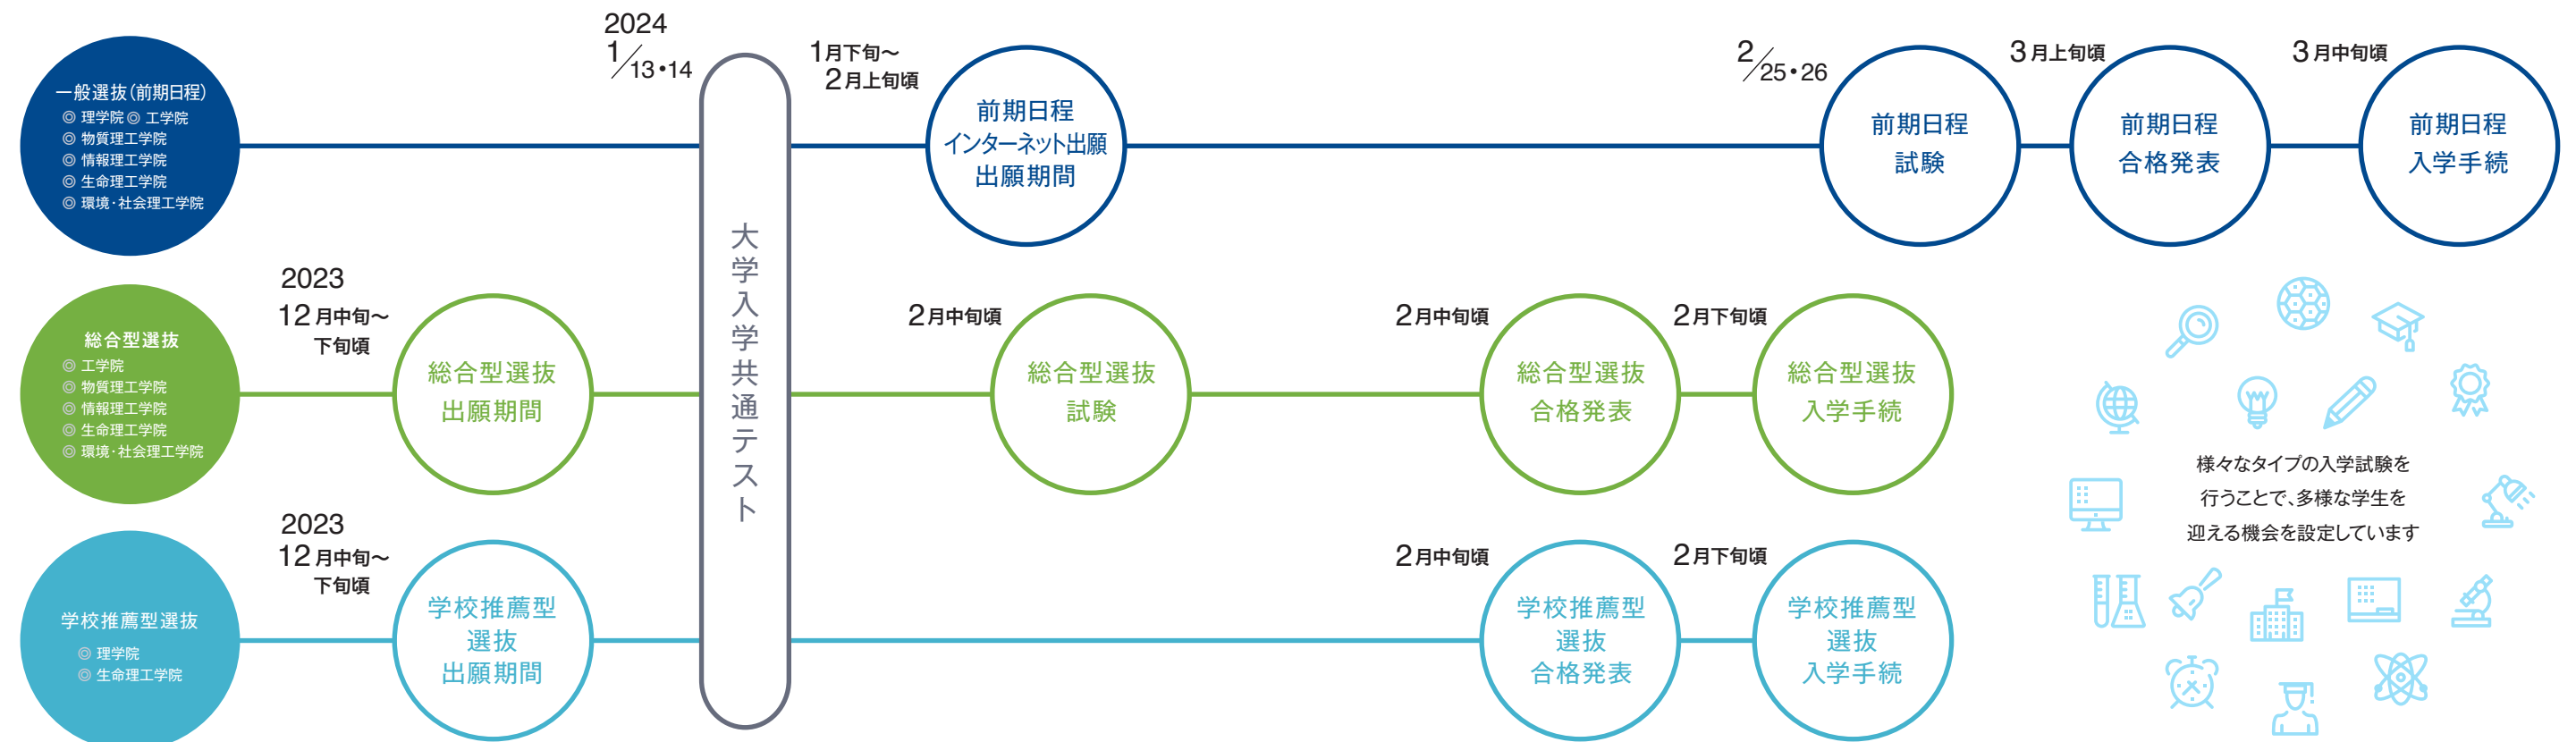 一般選抜(前期日程)
◎ 理学院 ◎ 工学院
◎ 物質理工学院
◎ 情報理工学院
◎ 生命理工学院
◎ 環境・社会理工学院
2024
1/13・14
大学入学共通テスト
1月下旬〜
2月上旬頃
前期日程
インターネット出願
出願期間
2/25・26
前期日程
試験
3月上旬頃
前期日程
合格発表
3月中旬頃
前期日程
入学手続
総合型選抜
◎ 工学院
◎ 物質理工学院
◎ 情報理工学院
◎ 生命理工学院
◎ 環境・社会理工学院
2023
12月中旬〜
下旬頃
総合型選抜
出願期間
2月中旬頃
総合型選抜
試験
2月中旬頃
総合型選抜
合格発表
2月下旬頃
総合型選抜
入学手続
学校推薦型選抜
◎ 理学院
◎ 生命理工学院
2023
12月中旬〜
下旬頃
学校推薦型
選抜
出願期間
2月中旬頃
学校推薦型
選抜
合格発表
2月下旬頃
学校推薦型
選抜
入学手続
様々なタイプの入学試験を
行うことで、多様な学生を
迎える機会を設定しています